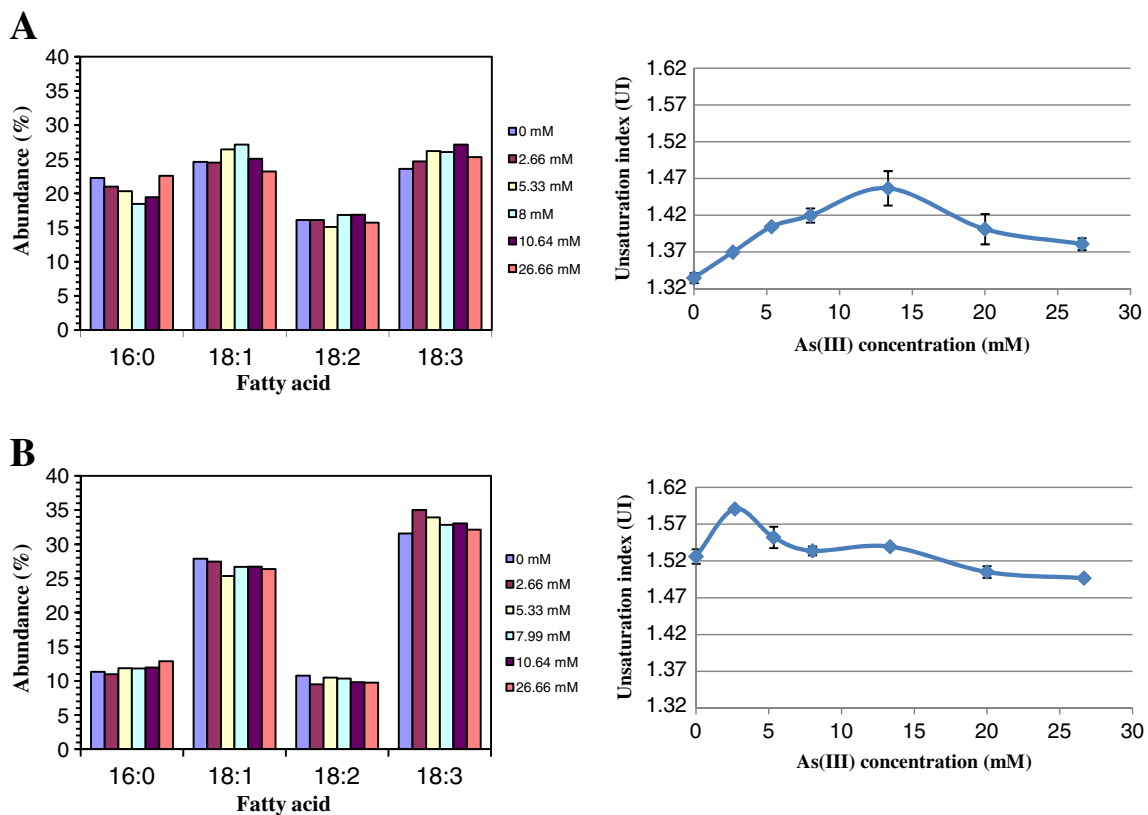 A
40
35
30
25
20
15
10
5
0
Abundance (%)
16:0 18:1 18:2 18:3
Fatty acid
0 mM
2.66 mM
5.33 mM
8 mM
10.64 mM
26.66 mM
1.62
1.57
1.52
1.47
1.42
1.37
1.32
Unsaturation index (UI)
0 5 10 15 20 25 30
As(III) concentration (mM)
B
40
35
30
25
20
15
10
5
0
Abundance (%)
16:0 18:1 18:2 18:3
Fatty acid
0 mM
2.66 mM
5.33 mM
7.99 mM
10.64 mM
26.66 mM
1.62
1.57
1.52
1.47
1.42
1.37
1.32
Unsaturation index (UI)
0 5 10 15 20 25 30
As(III) concentration (mM)